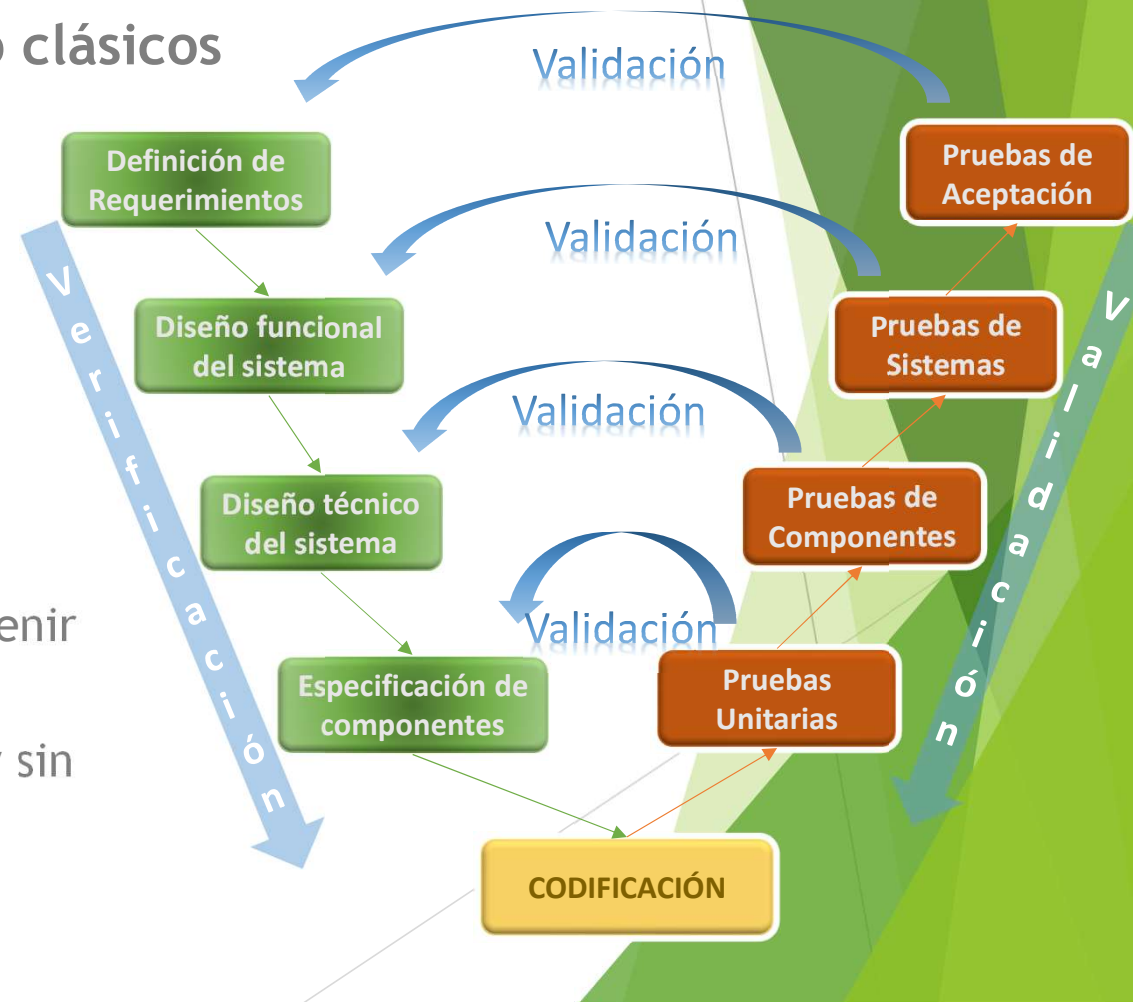 o clásicos
Validación
Definición de
Requerimientos
Pruebas de
Aceptación
Validación
Diseño funcional
del sistema
Pruebas de
Sistemas
Validación
Diseño técnico
del sistema
Pruebas de
Componentes
enir
Validación
Especificación de
componentes
Pruebas
Unitarias
sin
CODIFICACIÓN
Verificación
Validación